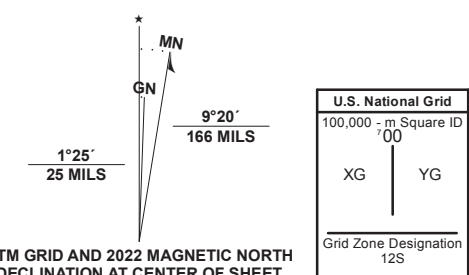 ★
MN
GN
9°20´
166 MILS
1°25´
25 MILS
TM GRID AND 2022 MAGNETIC NORTH
DECLINATION AT CENTER OF SHEET
U.S. National Grid
100,000 - m Square ID
⁷00
XG YG
Grid Zone Designation
12S